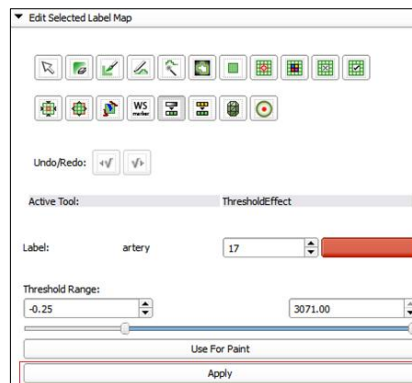 Edit Selected Label Map
WS
marker
Undo/Redo:
Active Tool: ThresholdEffect
Label: artery 17
Threshold Range:
-0.25 3071.00
Use For Paint
Apply